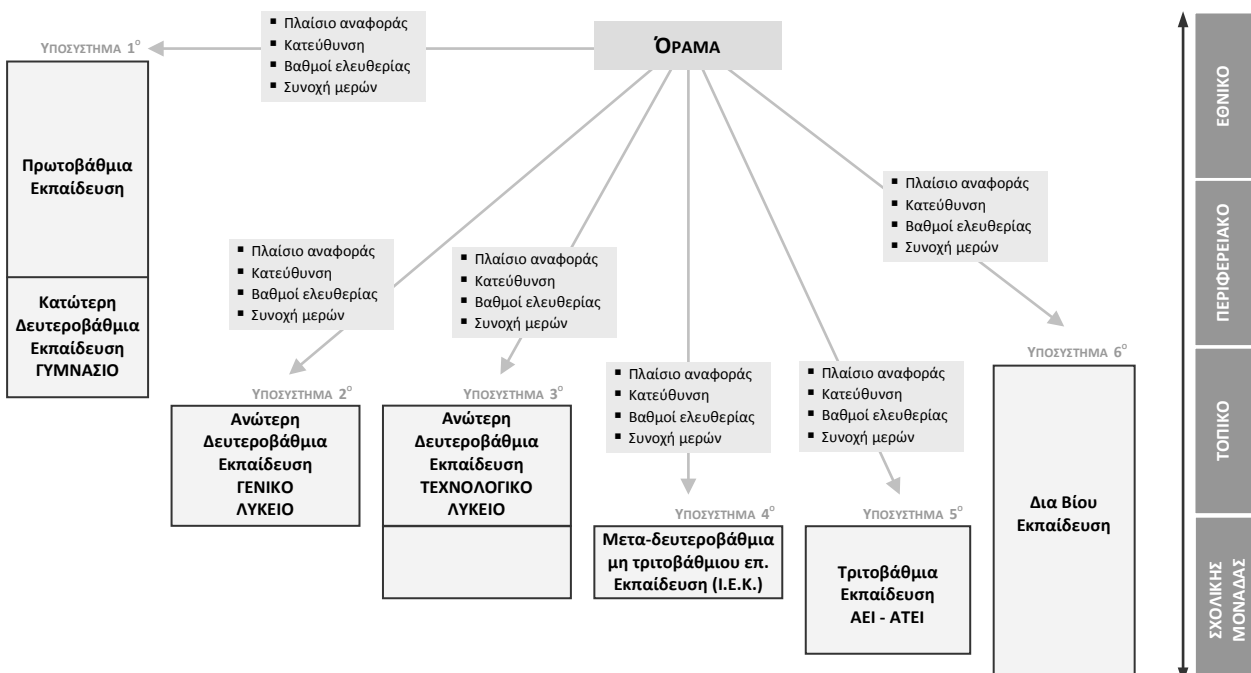 ΌΡΑΜΑ
▪ Πλαίσιο αναφοράς
▪ Κατεύθυνση
▪ Βαθμοί ελευθερίας
▪ Συνοχή μερών
ΥΠΟΣΥΣΤΗΜΑ 1ο
Πρωτοβάθμια
Εκπαίδευση
Κατώτερη
Δευτεροβάθμια
Εκπαίδευση
ΓΥΜΝΑΣΙΟ
▪ Πλαίσιο αναφοράς
▪ Κατεύθυνση
▪ Βαθμοί ελευθερίας
▪ Συνοχή μερών
ΥΠΟΣΥΣΤΗΜΑ 2ο
Ανώτερη
Δευτεροβάθμια
Εκπαίδευση
ΓΕΝΙΚΟ
ΛΥΚΕΙΟ
▪ Πλαίσιο αναφοράς
▪ Κατεύθυνση
▪ Βαθμοί ελευθερίας
▪ Συνοχή μερών
ΥΠΟΣΥΣΤΗΜΑ 3ο
Ανώτερη
Δευτεροβάθμια
Εκπαίδευση
ΤΕΧΝΟΛΟΓΙΚΟ
ΛΥΚΕΙΟ
▪ Πλαίσιο αναφοράς
▪ Κατεύθυνση
▪ Βαθμοί ελευθερίας
▪ Συνοχή μερών
ΥΠΟΣΥΣΤΗΜΑ 4ο
Μετα-δευτεροβάθμια
μη τριτοβάθμιου επ.
Εκπαίδευση (Ι.Ε.Κ.)
▪ Πλαίσιο αναφοράς
▪ Κατεύθυνση
▪ Βαθμοί ελευθερίας
▪ Συνοχή μερών
ΥΠΟΣΥΣΤΗΜΑ 5ο
Τριτοβάθμια
Εκπαίδευση
ΑΕΙ - ΑΤΕΙ
▪ Πλαίσιο αναφοράς
▪ Κατεύθυνση
▪ Βαθμοί ελευθερίας
▪ Συνοχή μερών
ΥΠΟΣΥΣΤΗΜΑ 6ο
Δια Βίου
Εκπαίδευση
ΕΘΝΙΚΟ
ΠΕΡΙΦΕΡΕΙΑΚΟ
ΤΟΠΙΚΟ
ΣΧΟΛΙΚΗΣ
ΜΟΝΑΔΑΣ